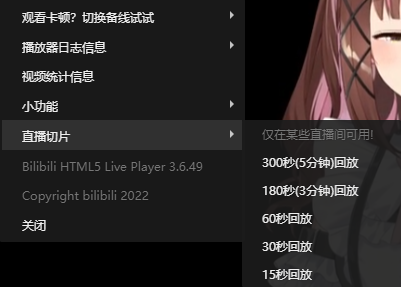 观看卡顿？切换备线试试
播放器日志信息
视频统计信息
小功能
直播切片
Bilibili HTML5 Live Player 3.6.49
Copyright bilibili 2022
关闭
仅在某些直播间可用!
300秒(5分钟)回放
180秒(3分钟)回放
60秒回放
30秒回放
15秒回放